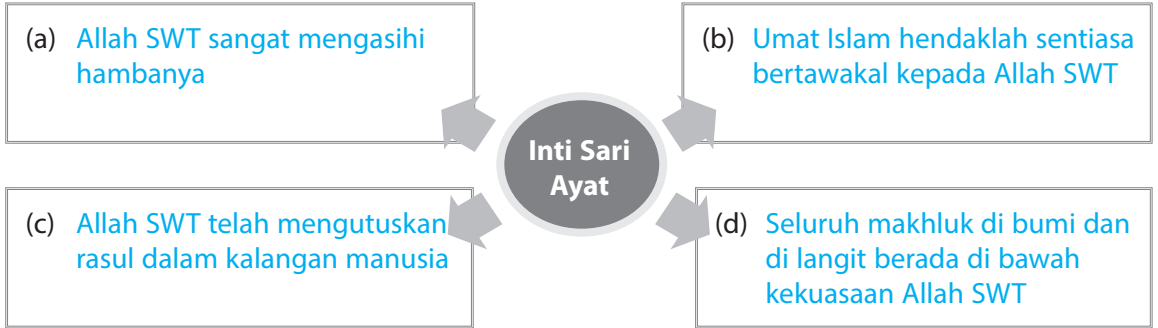 (a) Allah SWT sangat mengasihi
hambanya
(b) Umat Islam hendaklah sentiasa
bertawakal kepada Allah SWT
Inti Sari
Ayat
(c) Allah SWT telah mengutuskan
rasul dalam kalangan manusia
(d) Seluruh makhluk di bumi dan
di langit berada di bawah
kekuasaan Allah SWT